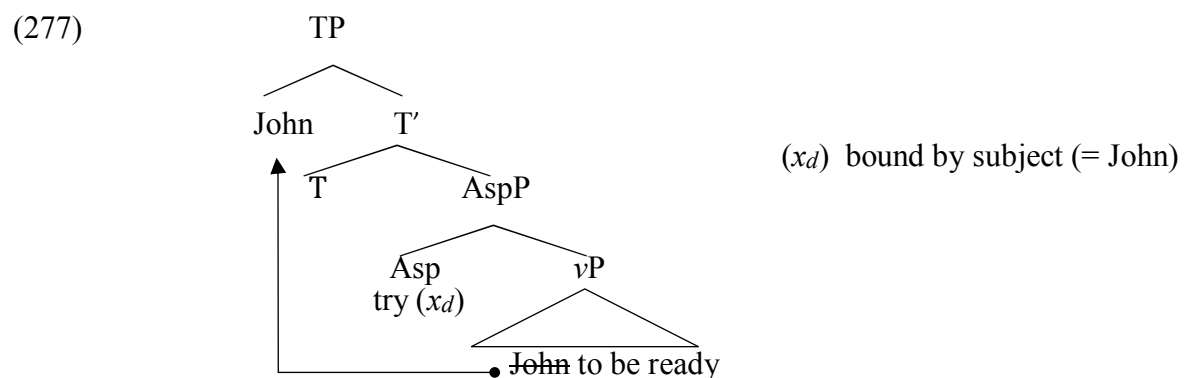 (277) TP
John T′
(x_d) bound by subject (= John)
T AspP
Asp vP
try (x_d)
John to be ready